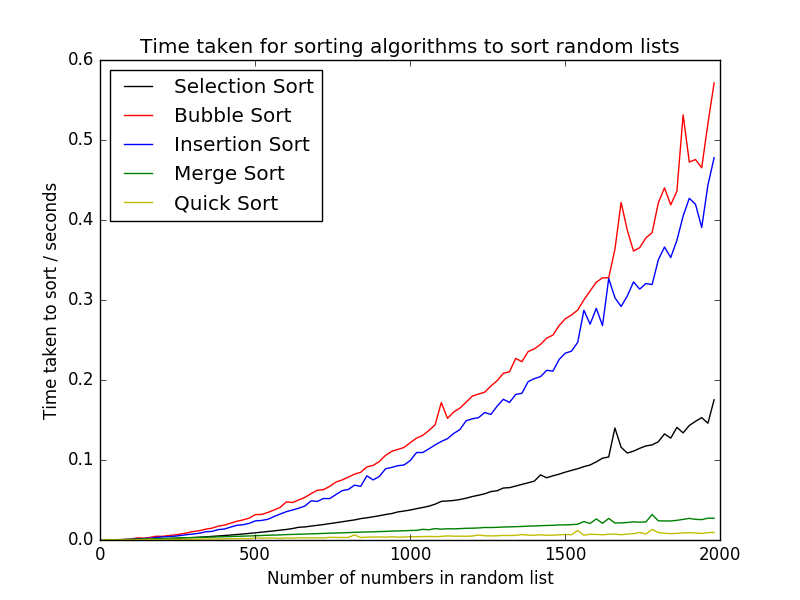 Time taken for sorting algorithms to sort random lists
0.6
0.5
0.4
0.3
0.2
0.1
0.0
Time taken to sort / seconds
Selection Sort
Bubble Sort
Insertion Sort
Merge Sort
Quick Sort
0 500 1000 1500 2000
Number of numbers in random list